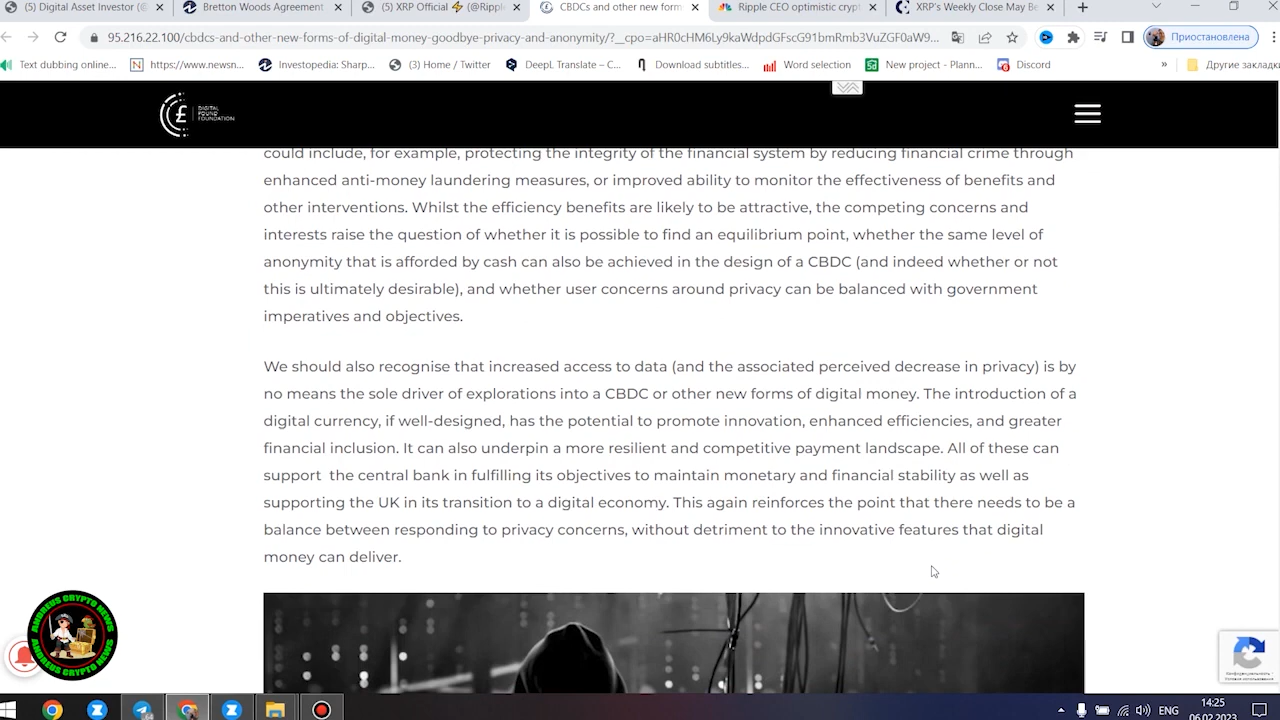 (5) Digital Asset Investor (@
Bretton Woods Agreement
(5) XRP Official ⚡ (@Rippl
CBDCs and other new form
Ripple CEO optimistic crypt
XRP's Weekly Close May Be
95.216.22.100/cbdcs-and-other-new-forms-of-digital-money-goodbye-privacy-and-anonymity/?__cpo=aHR0cHM6Ly9kaWdpdGFscG91bmRmb3VuZGF0aW9...
Приостановлена
Text dubbing online...
https://www.newsn...
Investopedia: Sharp...
(3) Home / Twitter
DeepL Translate – C...
Download subtitles...
Word selection
New project - Plann...
Discord
»
Другие закладки
DIGITAL
POUND
FOUNDATION
could include, for example, protecting the integrity of the financial system by reducing financial crime through
enhanced anti-money laundering measures, or improved ability to monitor the effectiveness of benefits and
other interventions. Whilst the efficiency benefits are likely to be attractive, the competing concerns and
interests raise the question of whether it is possible to find an equilibrium point, whether the same level of
anonymity that is afforded by cash can also be achieved in the design of a CBDC (and indeed whether or not
this is ultimately desirable), and whether user concerns around privacy can be balanced with government
imperatives and objectives.
We should also recognise that increased access to data (and the associated perceived decrease in privacy) is by
no means the sole driver of explorations into a CBDC or other new forms of digital money. The introduction of a
digital currency, if well-designed, has the potential to promote innovation, enhanced efficiencies, and greater
financial inclusion. It can also underpin a more resilient and competitive payment landscape. All of these can
support the central bank in fulfilling its objectives to maintain monetary and financial stability as well as
supporting the UK in its transition to a digital economy. This again reinforces the point that there needs to be a
balance between responding to privacy concerns, without detriment to the innovative features that digital
money can deliver.
ANDREUS CRYPTO NEWS
ANDREUS CRYPTO NEWS
Конфиденциальность -
Условия использования
ENG
14:25
06.02.2023